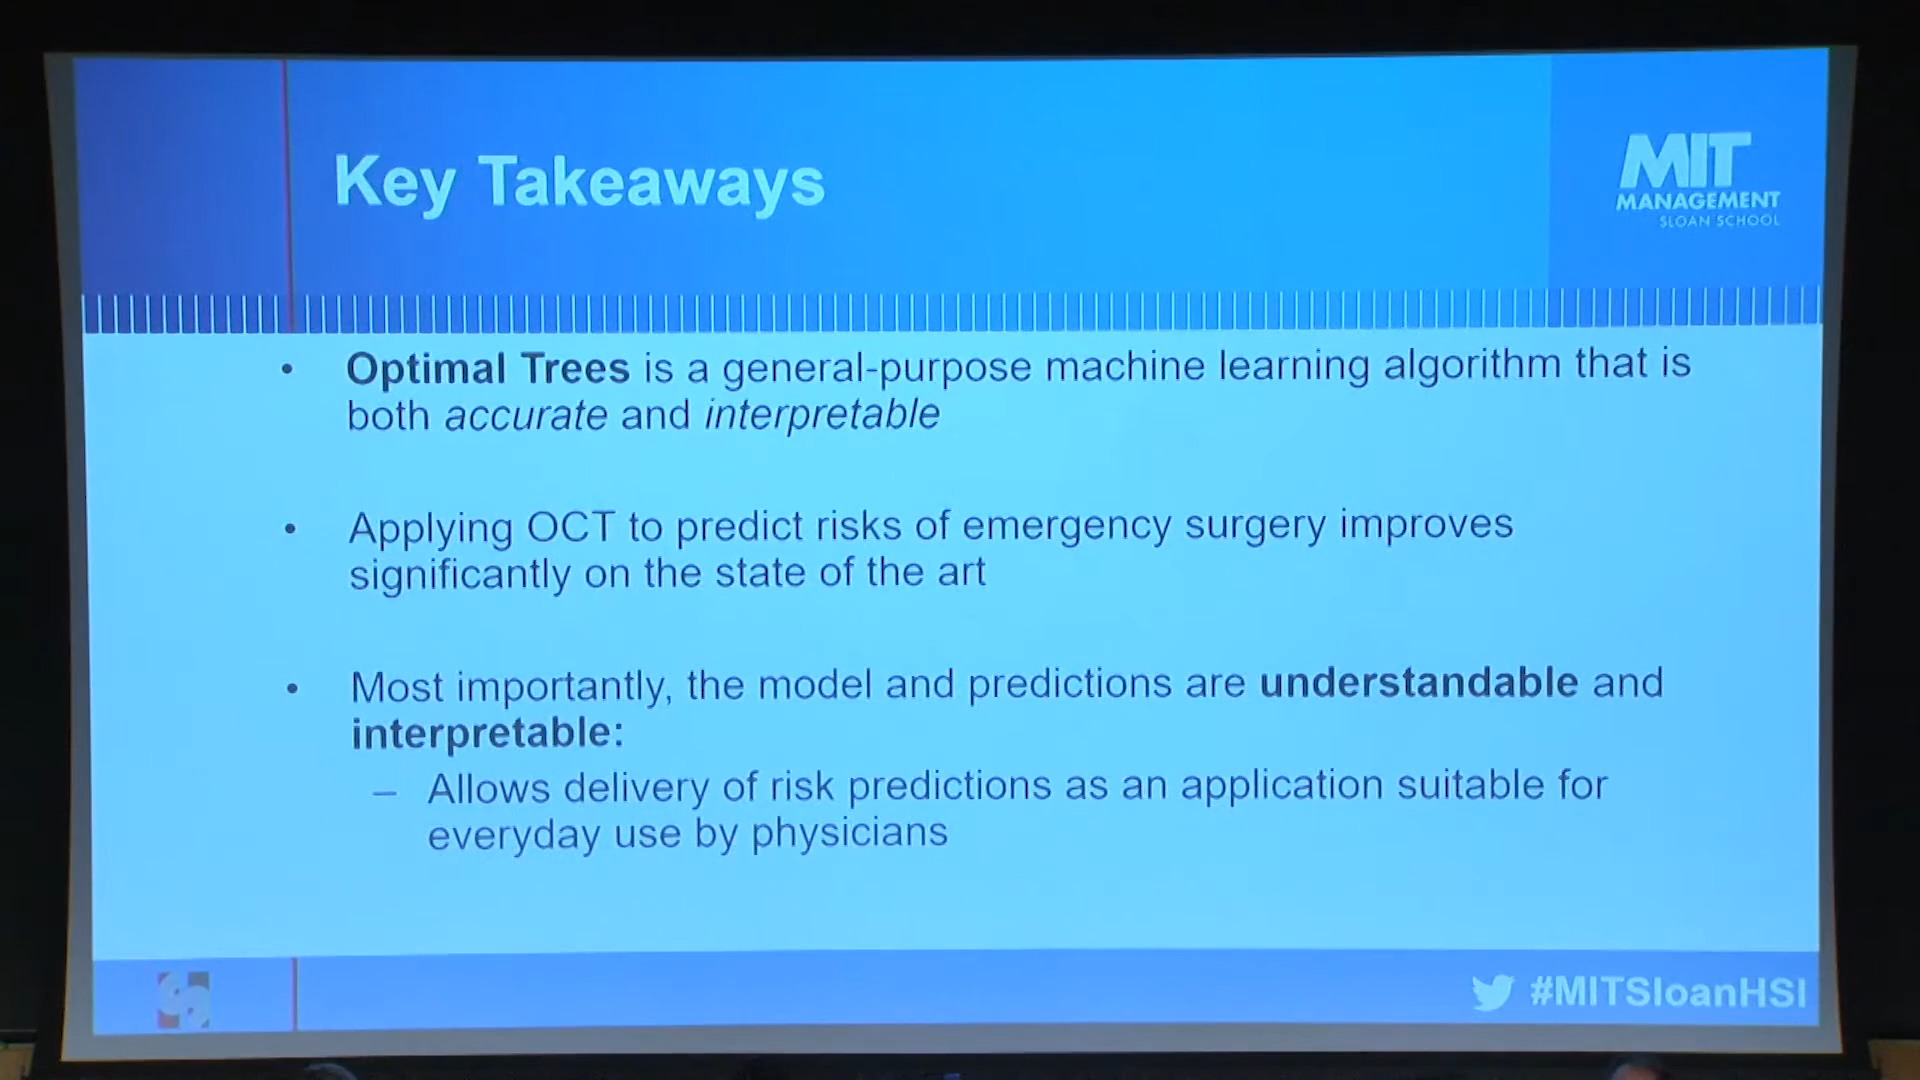 Key Takeaways
MIT
MANAGEMENT
SLOAN SCHOOL
• Optimal Trees is a general-purpose machine learning algorithm that is
both accurate and interpretable
• Applying OCT to predict risks of emergency surgery improves
significantly on the state of the art
• Most importantly, the model and predictions are understandable and
interpretable:
– Allows delivery of risk predictions as an application suitable for
everyday use by physicians
#MITSloanHSI